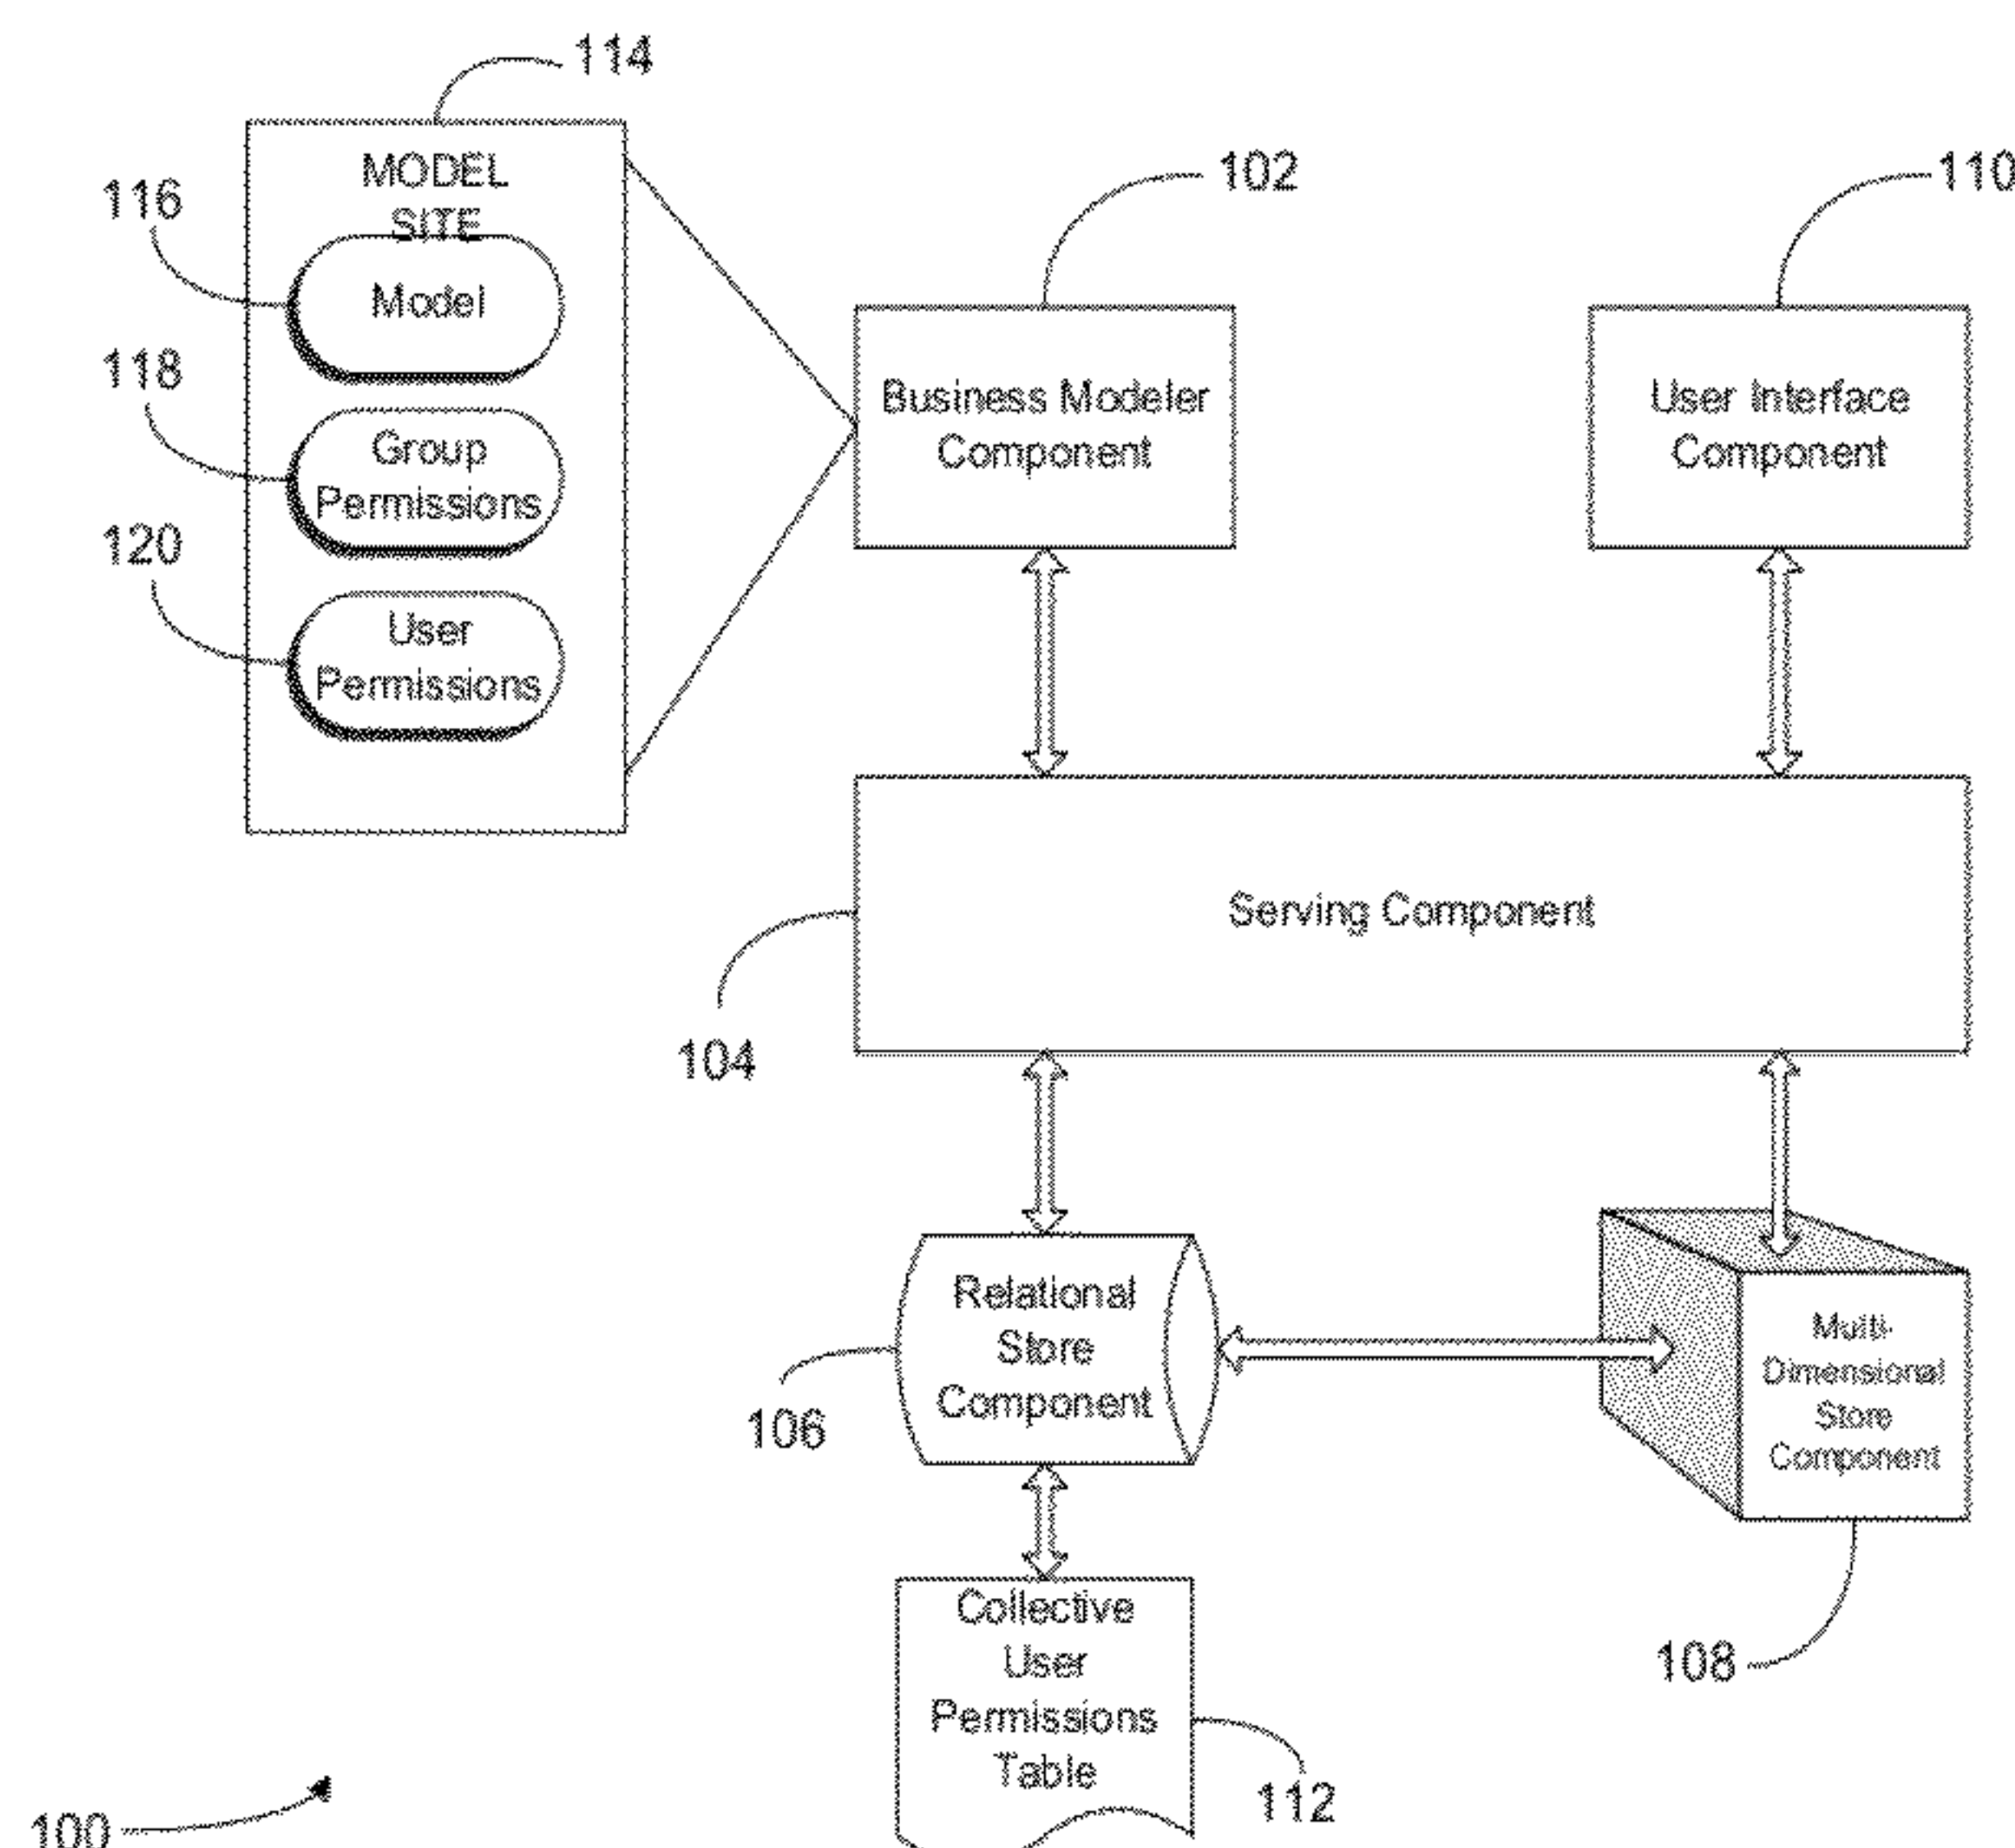 114
MODEL
SITE
116
Model
118
Group
Permissions
120
User
Permissions
102
Business Modeler
Component
110
User Interface
Component
Serving Component
104
Relational
Store
Component
106
Multi-
Dimensional
Store
Component
108
Collective
User
Permissions
Table
112
100